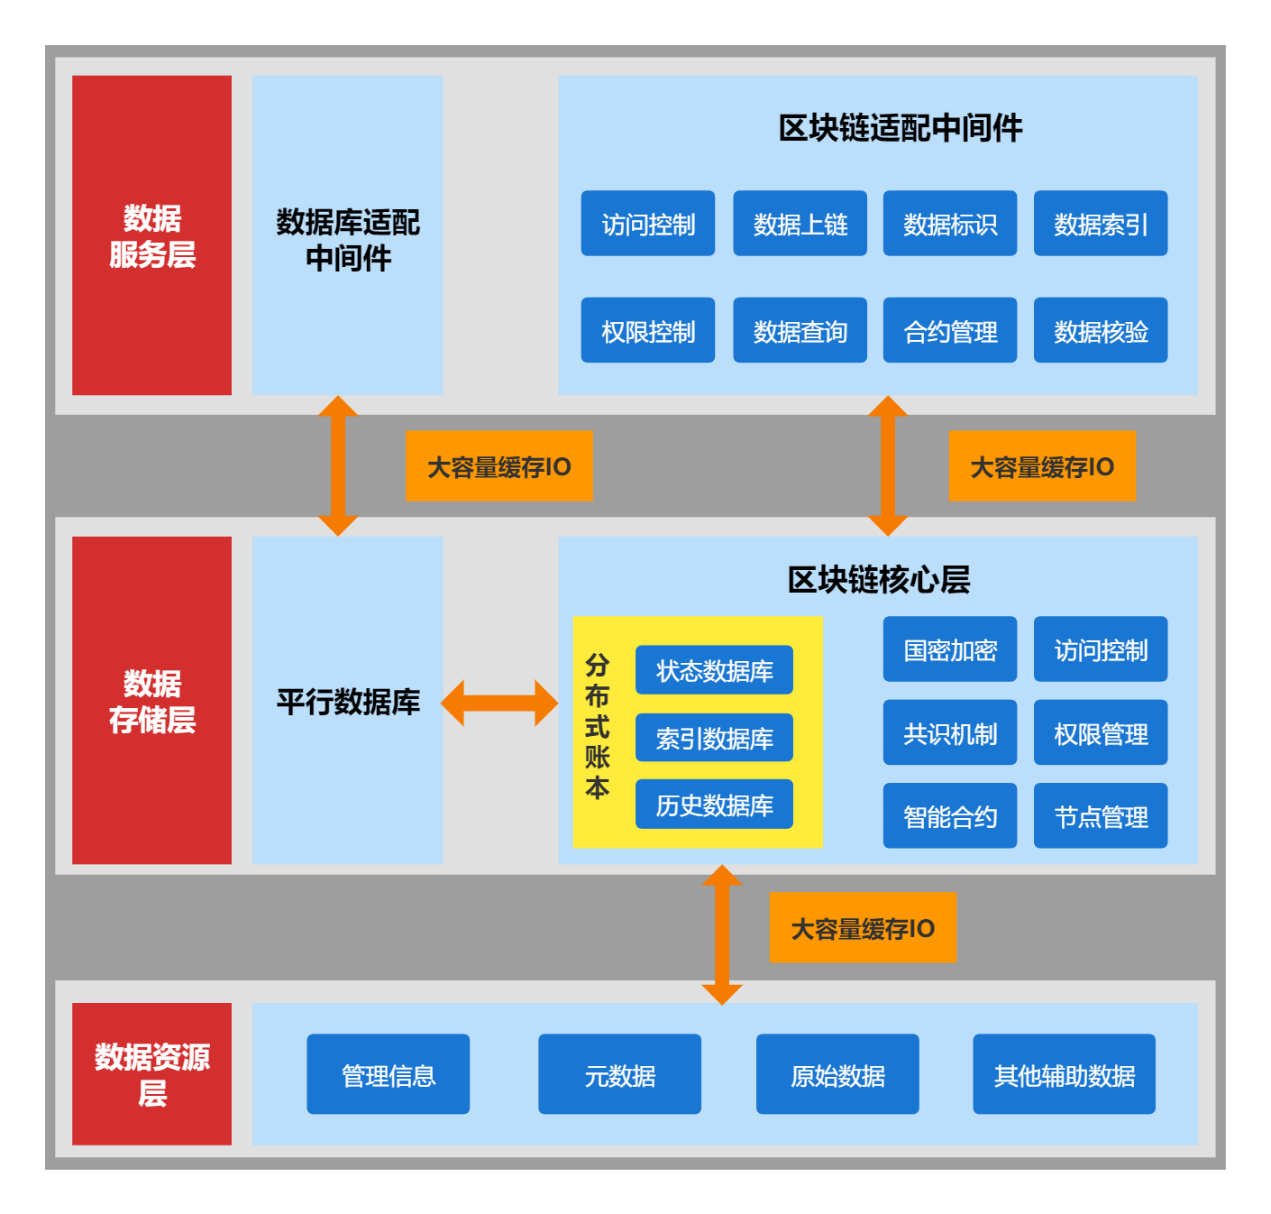 数据
服务层
数据库适配
中间件
区块链适配中间件
访问控制
数据上链
数据标识
数据索引
权限控制
数据查询
合约管理
数据核验
大容量缓存IO
大容量缓存IO
数据
存储层
平行数据库
区块链核心层
分
布
式
账
本
状态数据库
索引数据库
历史数据库
国密加密
访问控制
共识机制
权限管理
智能合约
节点管理
大容量缓存IO
数据资源
层
管理信息
元数据
原始数据
其他辅助数据